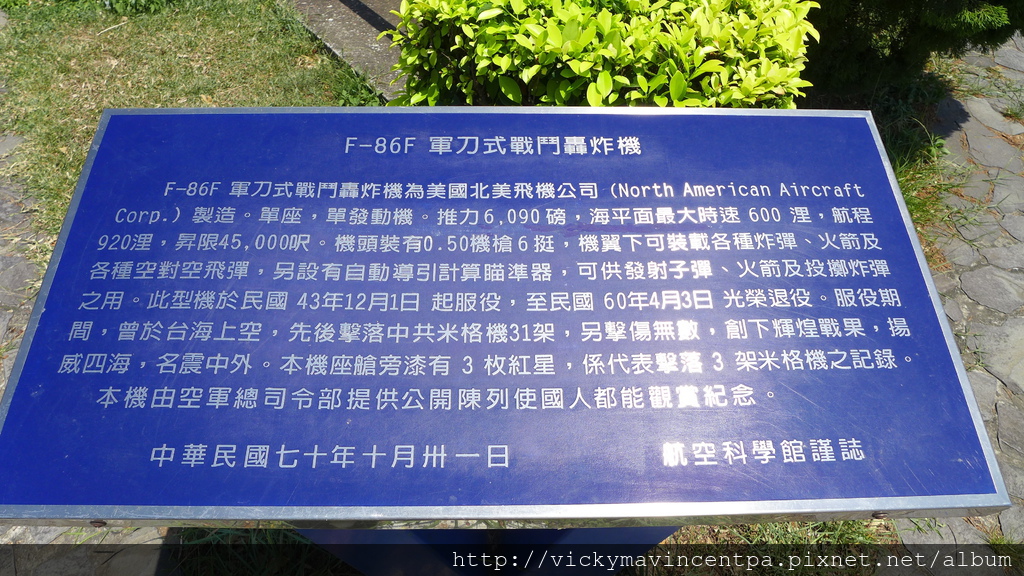 F-86F 軍刀式戰鬥轟炸機
F-86F 軍刀式戰鬥轟炸機為美國北美飛機公司 (North American Aircraft
Corp.) 製造。單座，單發動機。推力6,090 磅，海平面最大時速 600 浬，航程
920浬，昇限45,000呎。機頭裝有0.50機槍6挺，機翼下可裝載各種炸彈、火箭及
各種空對空飛彈，另設有自動導引計算瞄準器，可供發射子彈、火箭及投擲炸彈
之用。此型機於民國 43年12月1日 起服役，至民國 60年4月3日 光榮退役。服役期
間，曾於台海上空，先後擊落中共米格機31架，另擊傷無數，創下輝煌戰果，揚
威四海，名震中外。本機座艙旁漆有 3 枚紅星，係代表擊落 3 架米格機之記錄。
本機由空軍總司令部提供公開陳列使國人都能觀賞紀念。
中華民國七十年十月卅一日 航空科學館謹誌
http://vickymavincentpa.pixnet.net/album